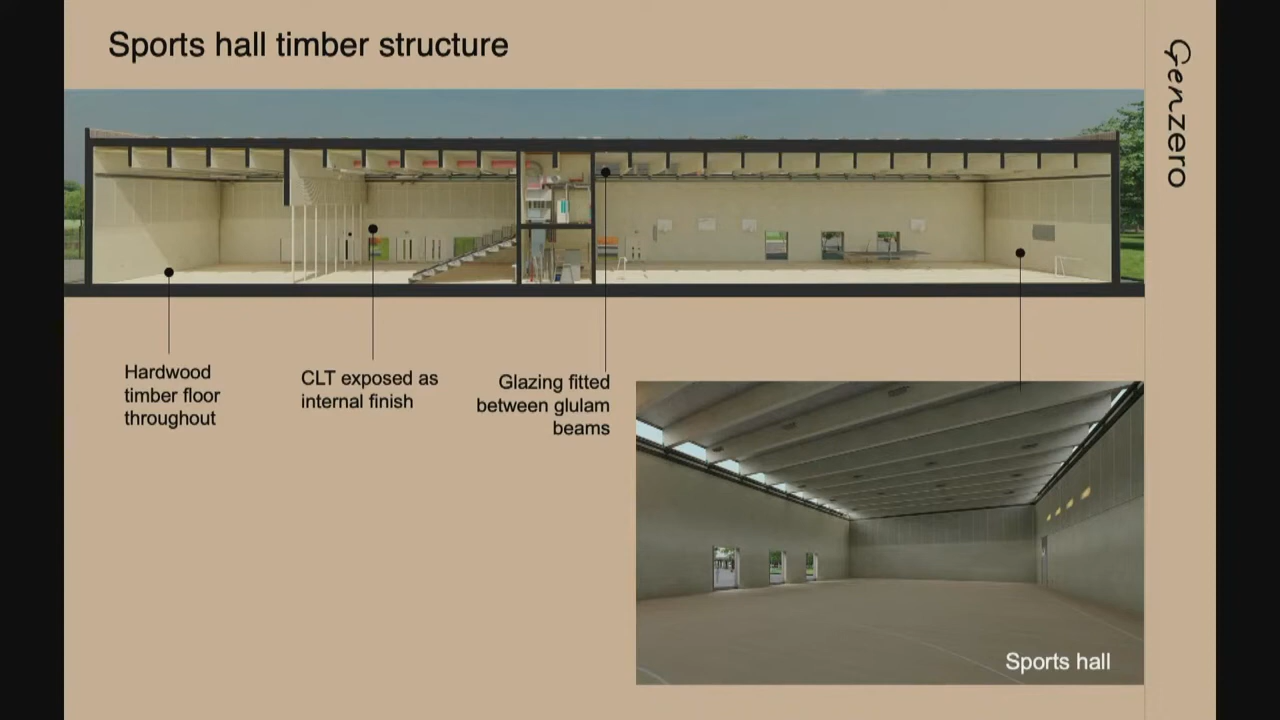 Sports hall timber structure
Genzero
Hardwood
timber floor
throughout
CLT exposed as
internal finish
Glazing fitted
between glulam
beams
Sports hall